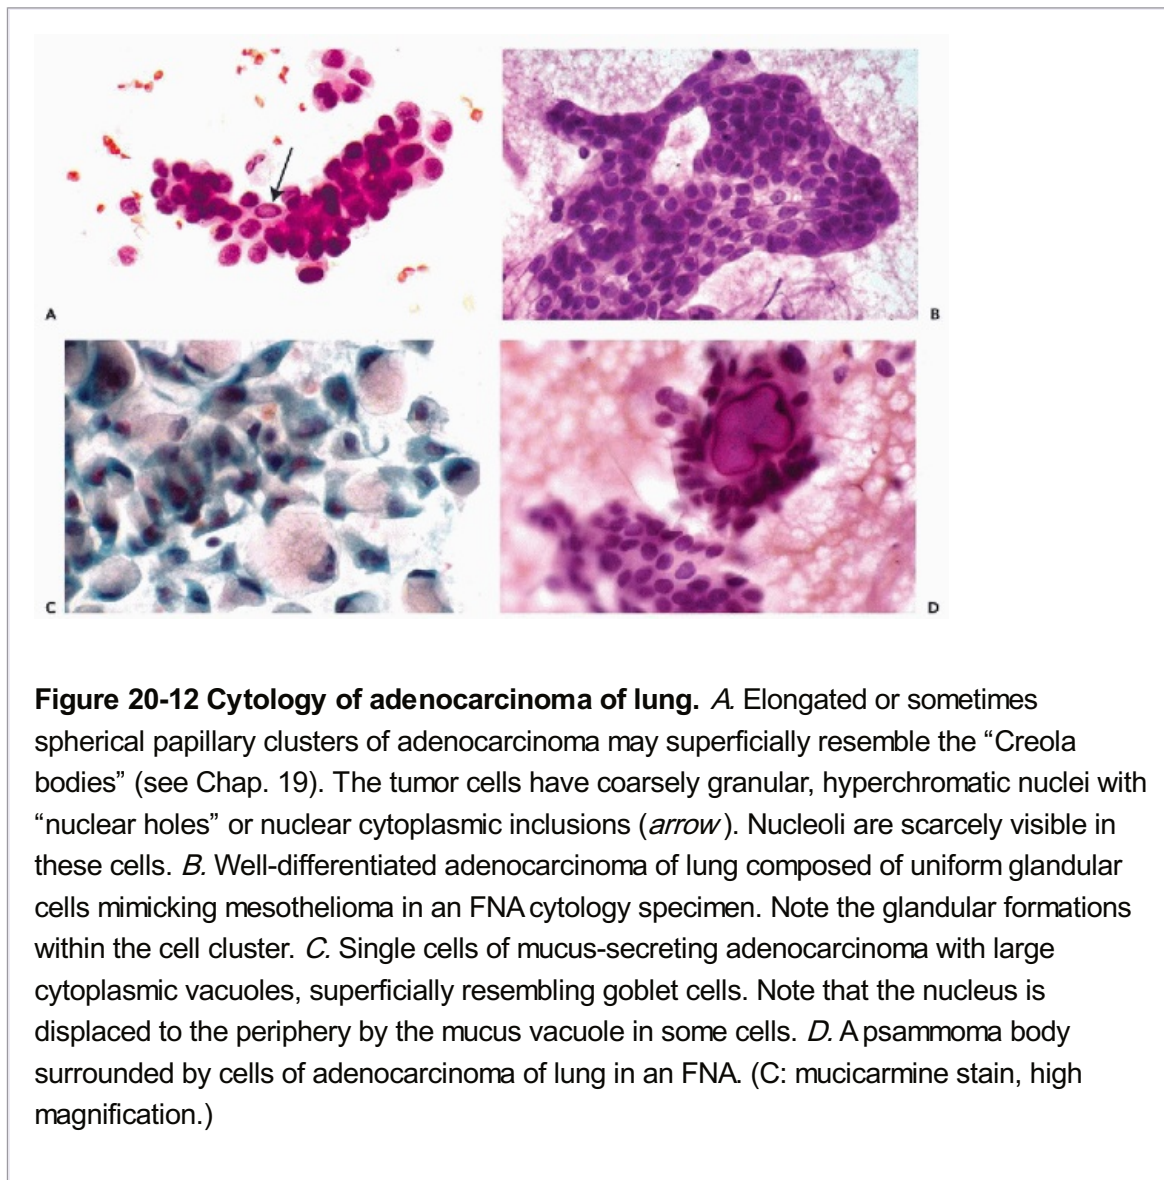 A
B
C
D
Figure 20-12 Cytology of adenocarcinoma of lung. A. Elongated or sometimes
spherical papillary clusters of adenocarcinoma may superficially resemble the “Creola
bodies” (see Chap. 19). The tumor cells have coarsely granular, hyperchromatic nuclei with
“nuclear holes” or nuclear cytoplasmic inclusions (arrow). Nucleoli are scarcely visible in
these cells. B. Well-differentiated adenocarcinoma of lung composed of uniform glandular
cells mimicking mesothelioma in an FNA cytology specimen. Note the glandular formations
within the cell cluster. C. Single cells of mucus-secreting adenocarcinoma with large
cytoplasmic vacuoles, superficially resembling goblet cells. Note that the nucleus is
displaced to the periphery by the mucus vacuole in some cells. D. A psammoma body
surrounded by cells of adenocarcinoma of lung in an FNA. (C: mucicarmine stain, high
magnification.)